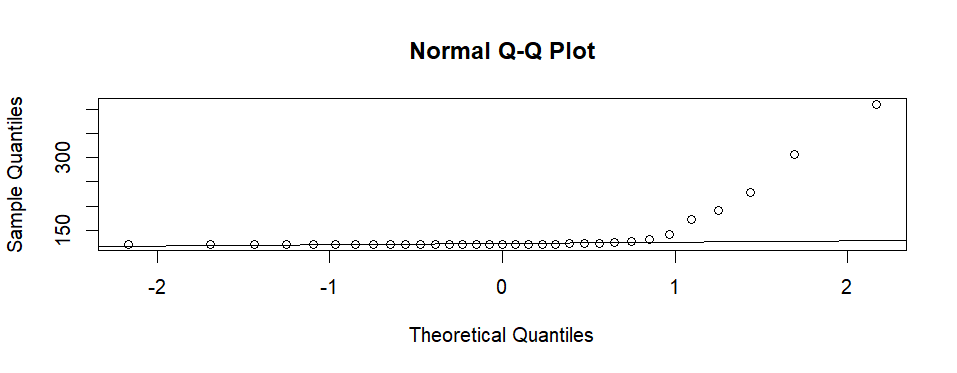 Normal Q-Q Plot
Sample Quantiles
300
150
-2 -1 0 1 2
Theoretical Quantiles